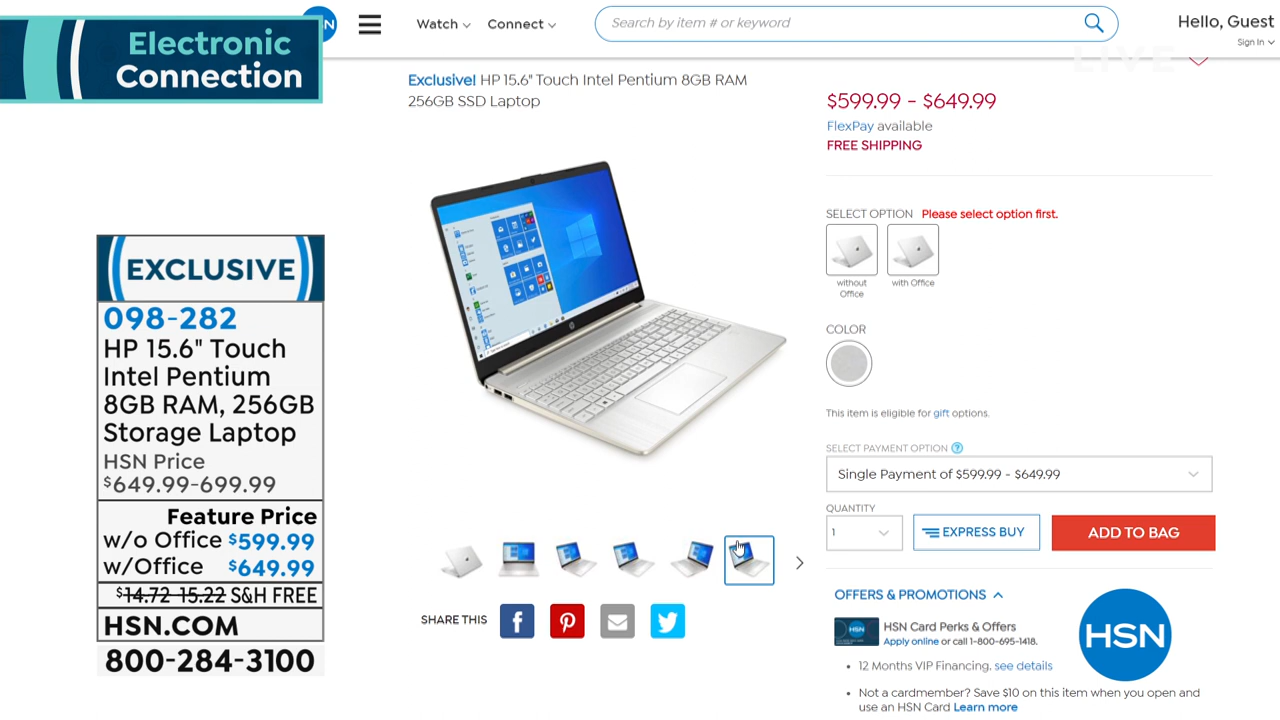 Electronic
Connection
N
Watch
Connect
Search by item # or keyword
Hello, Guest
Sign In
LIVE
Exclusive! HP 15.6" Touch Intel Pentium 8GB RAM
256GB SSD Laptop
$599.99 - $649.99
FlexPay available
FREE SHIPPING
SELECT OPTION Please select option first.
without
Office
with Office
COLOR
This item is eligible for gift options.
SELECT PAYMENT OPTION ?
Single Payment of $599.99 - $649.99
QUANTITY
1
EXPRESS BUY
ADD TO BAG
OFFERS & PROMOTIONS
HSN
HSN Card Perks & Offers
Apply online or call 1-800-695-1418.
HSN
• 12 Months VIP Financing. see details
• Not a cardmember? Save $10 on this item when you open and
use an HSN Card Learn more
SHARE THIS
EXCLUSIVE
098-282
HP 15.6" Touch
Intel Pentium
8GB RAM, 256GB
Storage Laptop
HSN Price
$649.99-699.99
Feature Price
w/o Office $599.99
w/Office $649.99
$14.72-15.22 S&H FREE
HSN.COM
800-284-3100